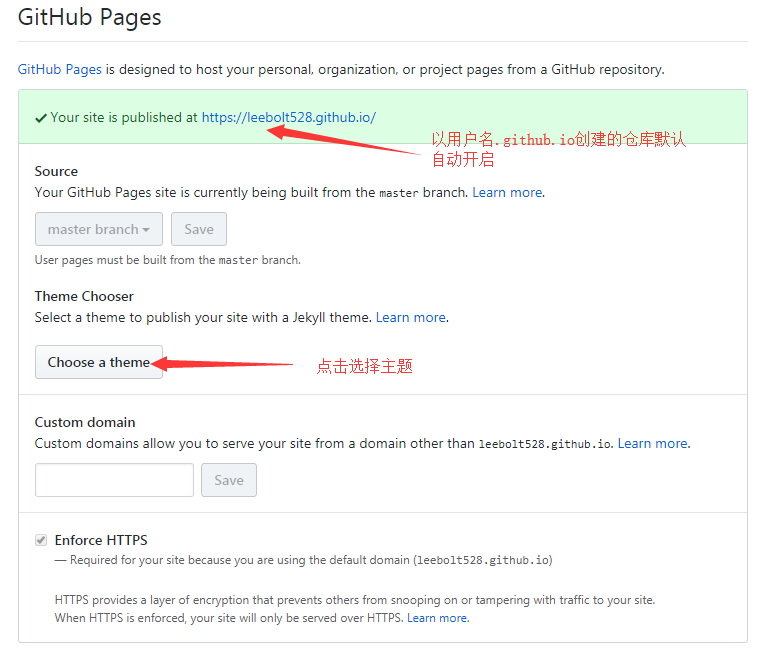 GitHub Pages
GitHub Pages is designed to host your personal, organization, or project pages from a GitHub repository.
Your site is published at https://leebolt528.github.io/
以用户名.github.io创建的仓库默认
自动开启
Source
Your GitHub Pages site is currently being built from the master branch. Learn more.
master branch Save
User pages must be built from the master branch.
Theme Chooser
Select a theme to publish your site with a Jekyll theme. Learn more.
Choose a theme 点击选择主题
Custom domain
Custom domains allow you to serve your site from a domain other than leebolt528.github.io. Learn more.
Save
Enforce HTTPS
— Required for your site because you are using the default domain (leebolt528.github.io)
HTTPS provides a layer of encryption that prevents others from snooping on or tampering with traffic to your site.
When HTTPS is enforced, your site will only be served over HTTPS. Learn more.